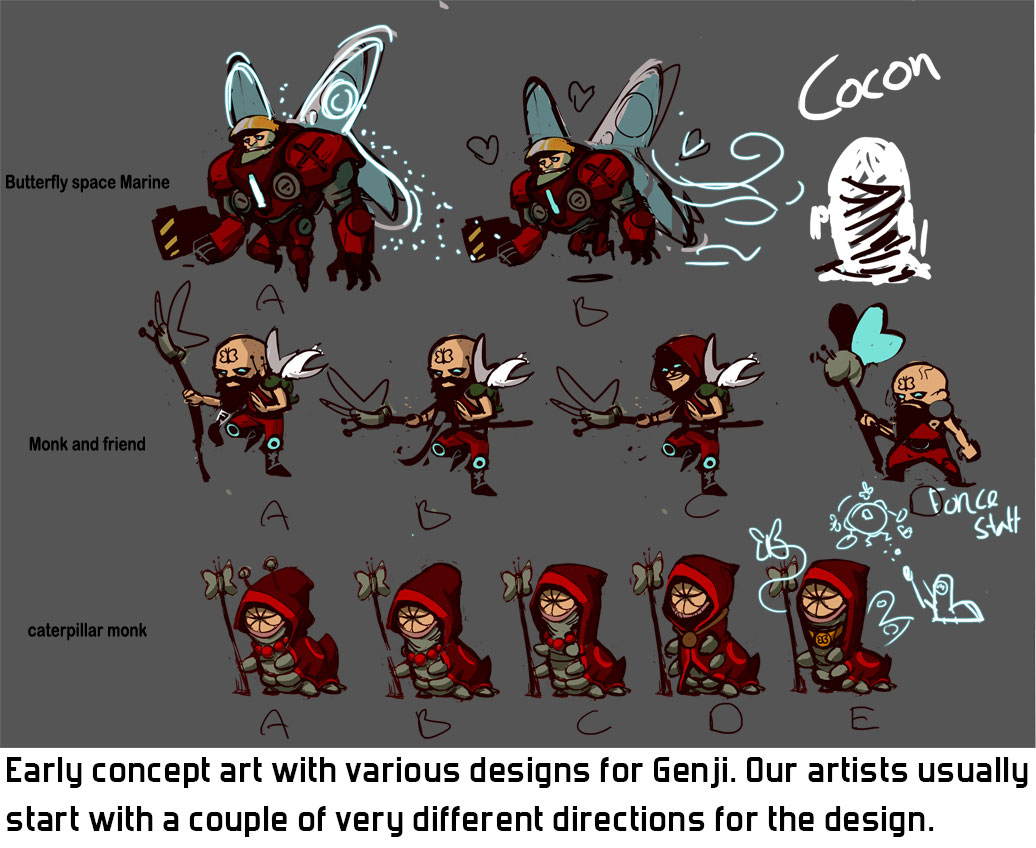 Cocon
Butterfly space Marine
A
B
Monk and friend
A
B
C
D
Force
staff
caterpillar monk
A
B
C
D
E
Early concept art with various designs for Genji. Our artists usually
start with a couple of very different directions for the design.